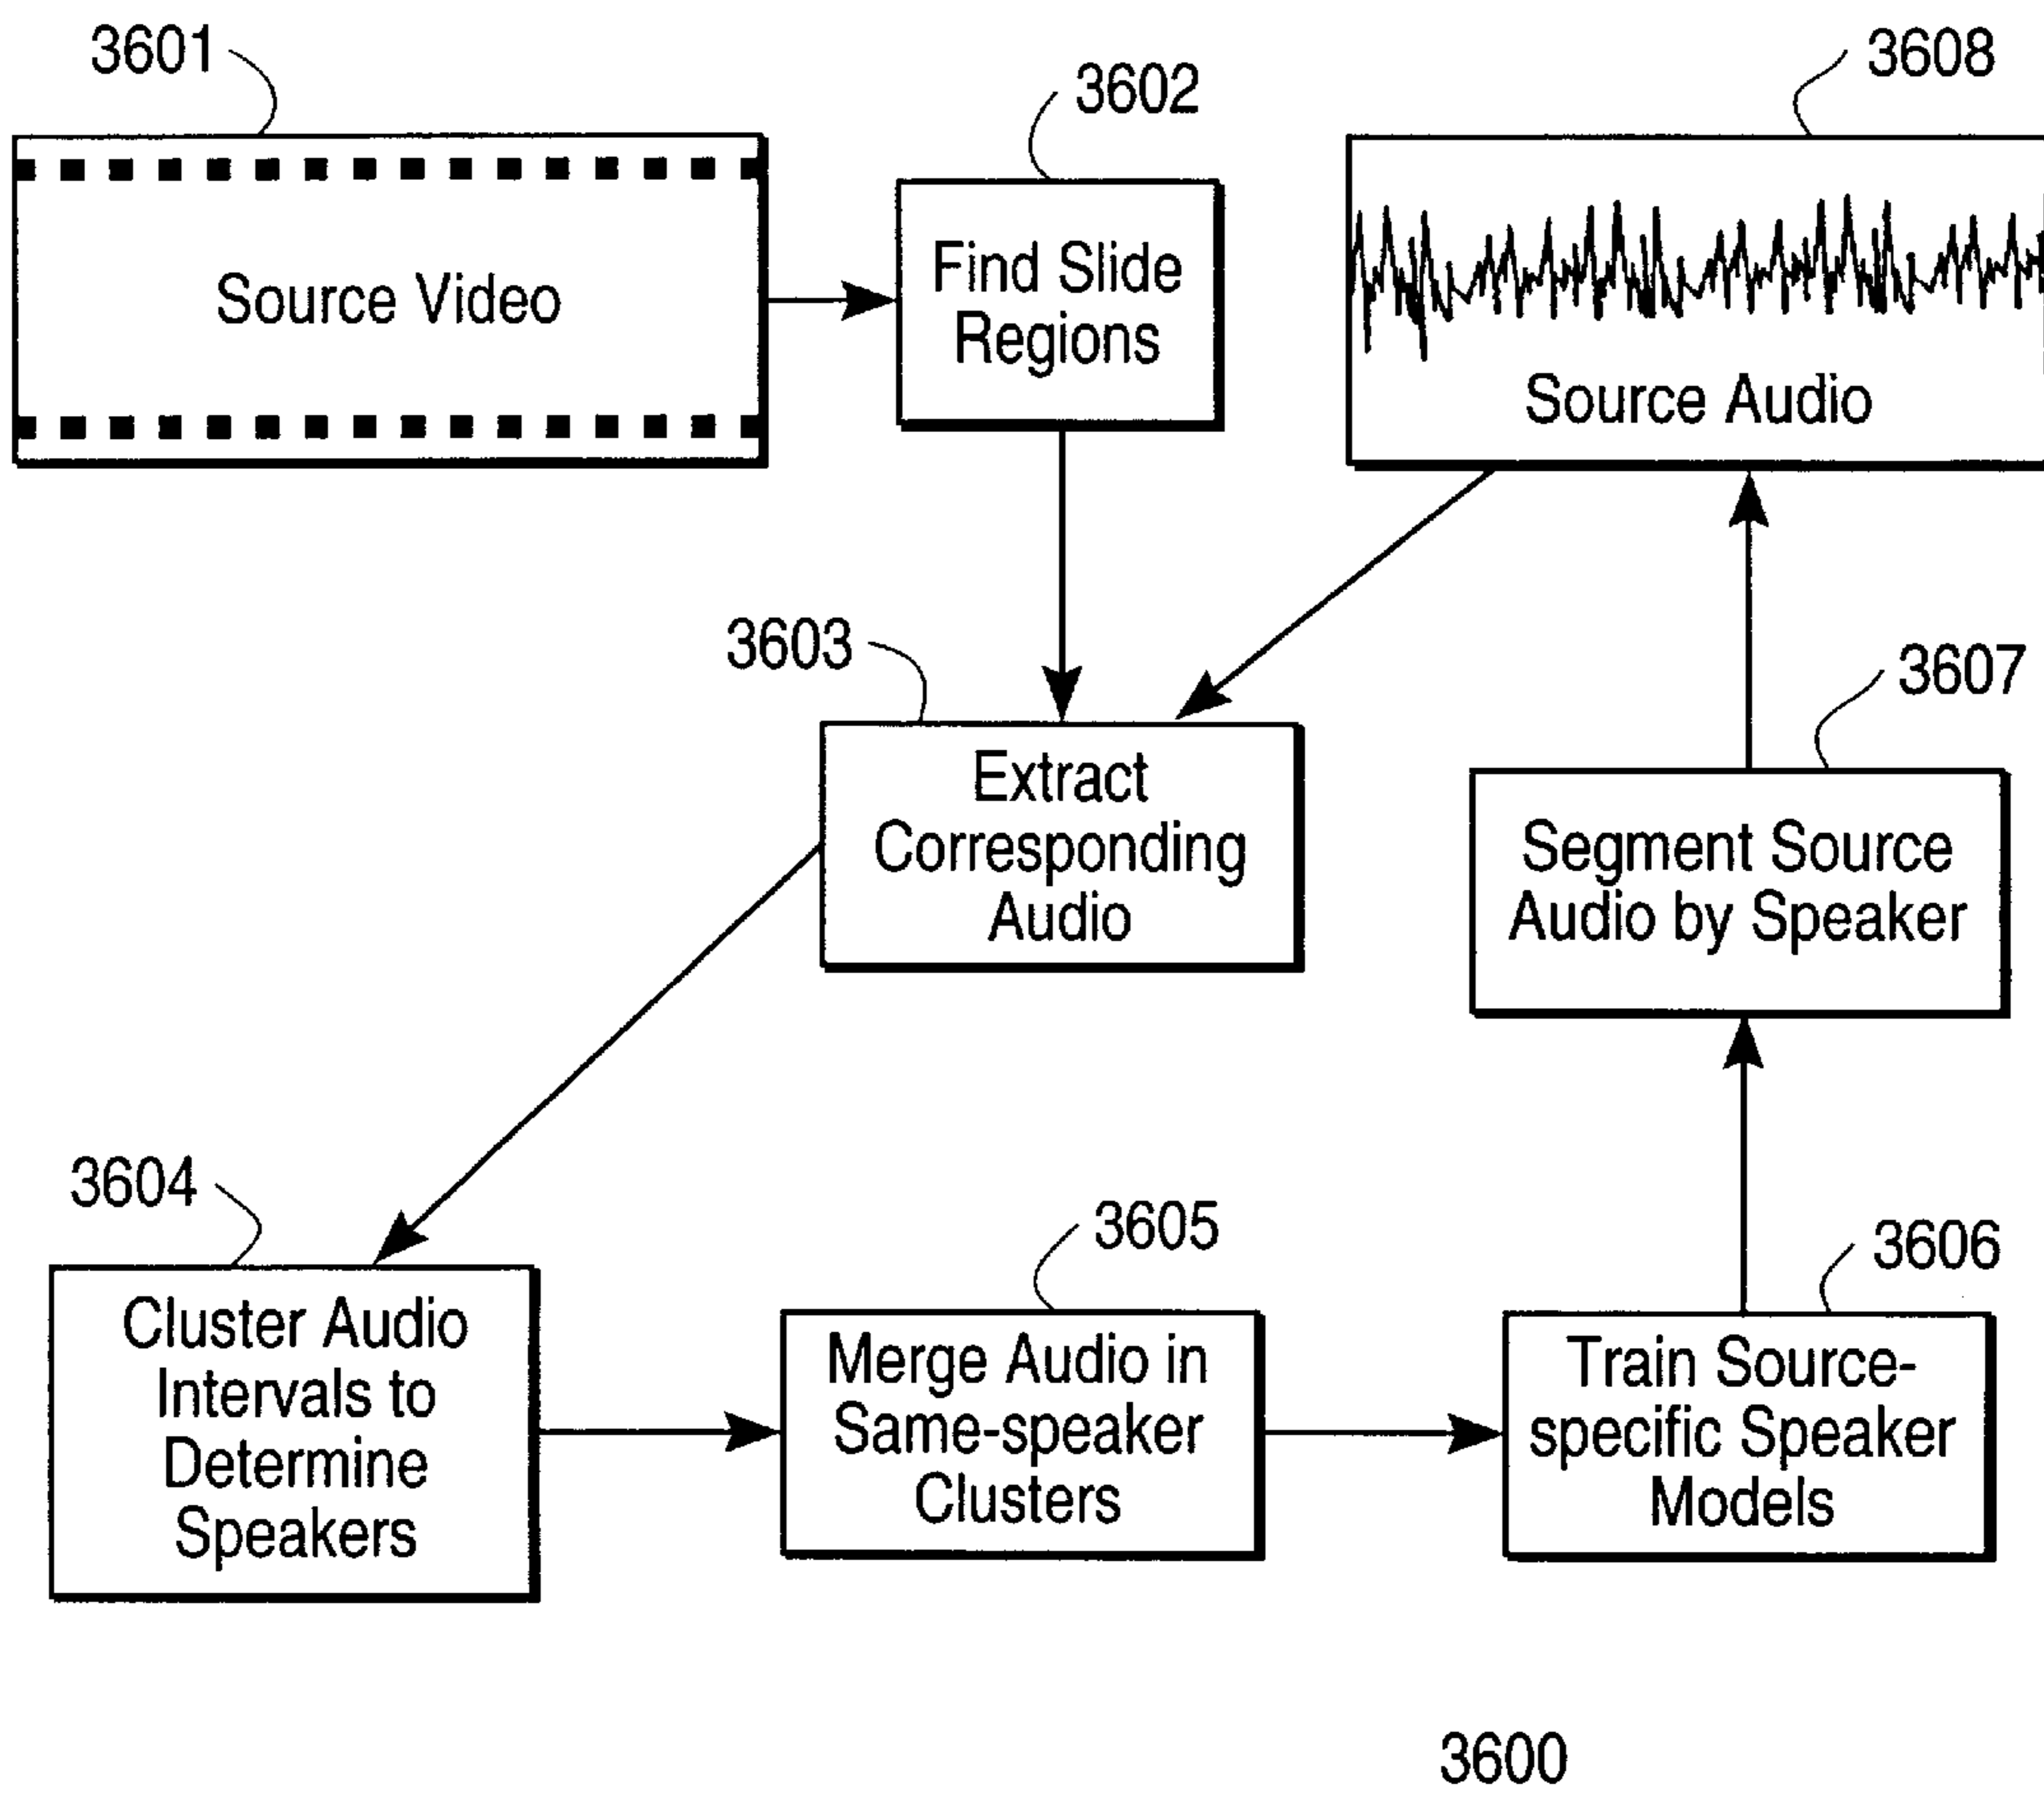 3601
3602
3608
Source Video
Find Slide
Regions
Source Audio
3603
3607
Extract
Corresponding
Audio
Segment Source
Audio by Speaker
3604
3605
3606
Cluster Audio
Intervals to
Determine
Speakers
Merge Audio in
Same-speaker
Clusters
Train Source-
specific Speaker
Models
3600